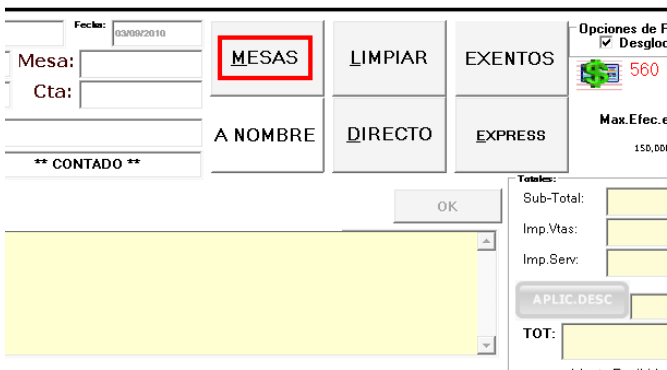 Fecha:
03/09/2010
Opciones de F
Desgloc
MESAS
LIMPIAR
EXENTOS
Mesa:
560
Cta:
Max.Efec.e
A NOMBRE
DIRECTO
EXPRESS
150,00
** CONTADO **
Totales:
Sub-Total:
OK
Imp.Vtas:
Imp.Serv:
APLIC.DESC
TOT: